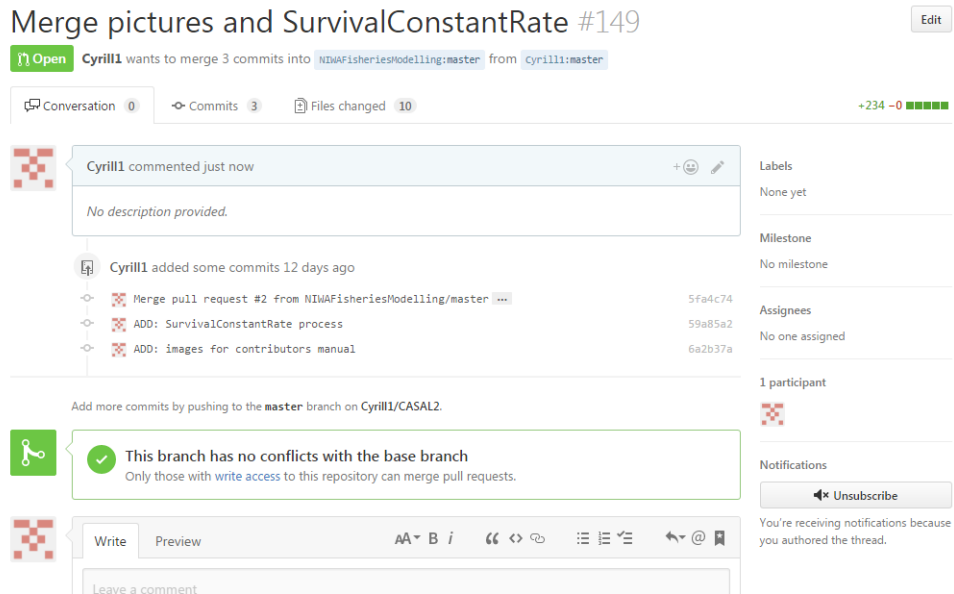 Merge pictures and SurvivalConstantRate #149
Edit
Open Cyrill1 wants to merge 3 commits into NIWAFisheriesModelling:master from Cyrill1:master
Conversation 0 Commits 3 Files changed 10 +234 −0
Cyrill1 commented just now
No description provided.
Cyrill1 added some commits 12 days ago
Merge pull request #2 from NIWAFisheriesModelling/master ... 5fa4c74
ADD: SurvivalConstantRate process 59a85a2
ADD: images for contributors manual 6a2b37a
Add more commits by pushing to the master branch on Cyrill1/CASAL2.
This branch has no conflicts with the base branch
Only those with write access to this repository can merge pull requests.
Write Preview AA B i
Leave a comment
Labels
None yet
Milestone
No milestone
Assignees
No one assigned
1 participant
Notifications
Unsubscribe
You're receiving notifications because
you authored the thread.